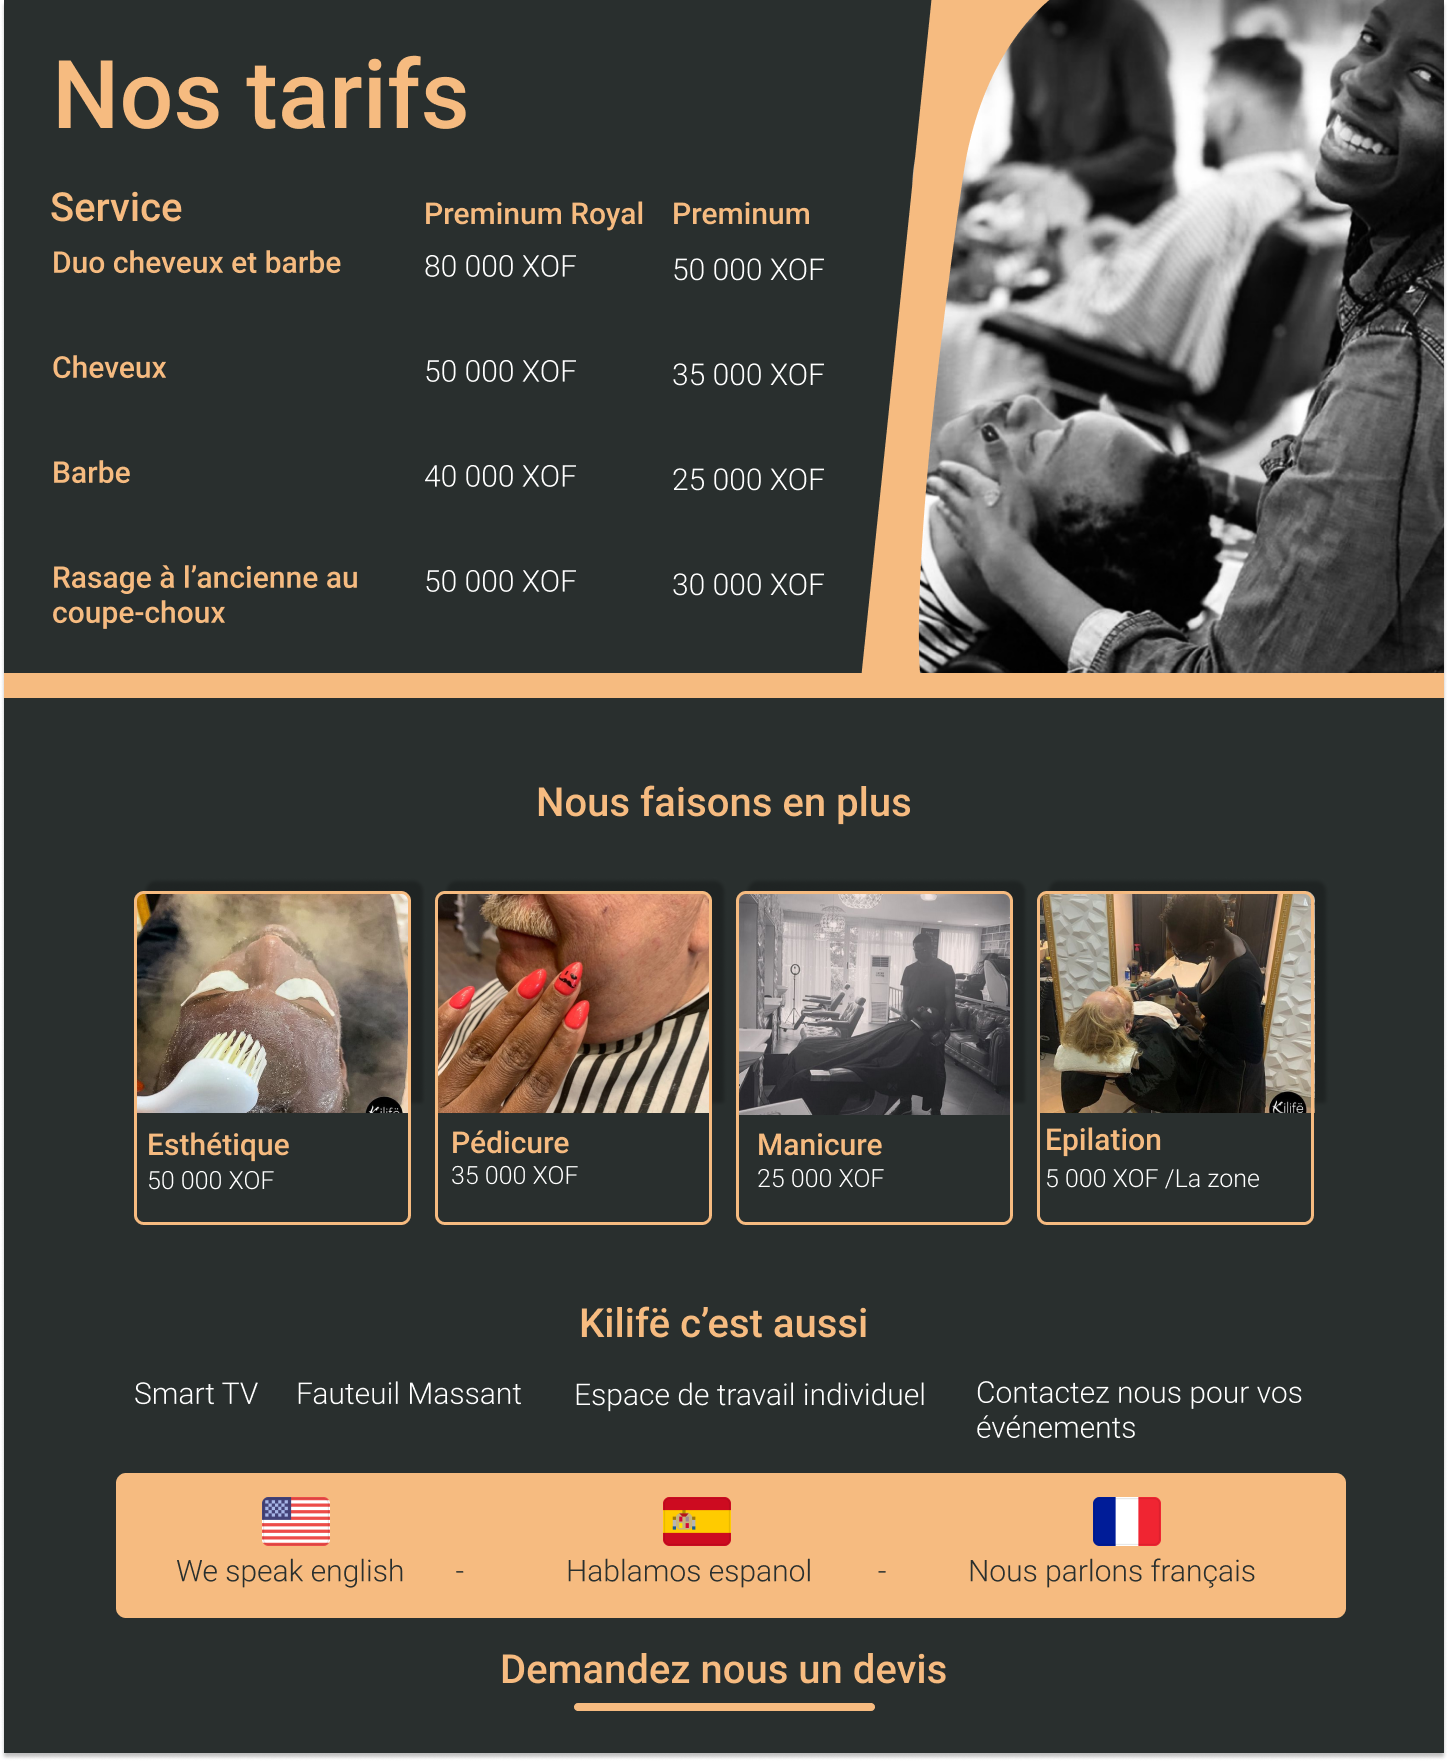 Nos tarifs
Service
Preminum Royal
Preminum
Duo cheveux et barbe
80 000 XOF
50 000 XOF
Cheveux
50 000 XOF
35 000 XOF
Barbe
40 000 XOF
25 000 XOF
Rasage à l’ancienne au
coupe-choux
50 000 XOF
30 000 XOF
Nous faisons en plus
Kilifë
Esthétique
50 000 XOF
Pédicure
35 000 XOF
Manicure
25 000 XOF
Kilifë
Epilation
5 000 XOF /La zone
Kilifë c’est aussi
Smart TV
Fauteuil Massant
Espace de travail individuel
Contactez nous pour vos
événements
We speak english
-
Hablamos espanol
-
Nous parlons français
Demandez nous un devis